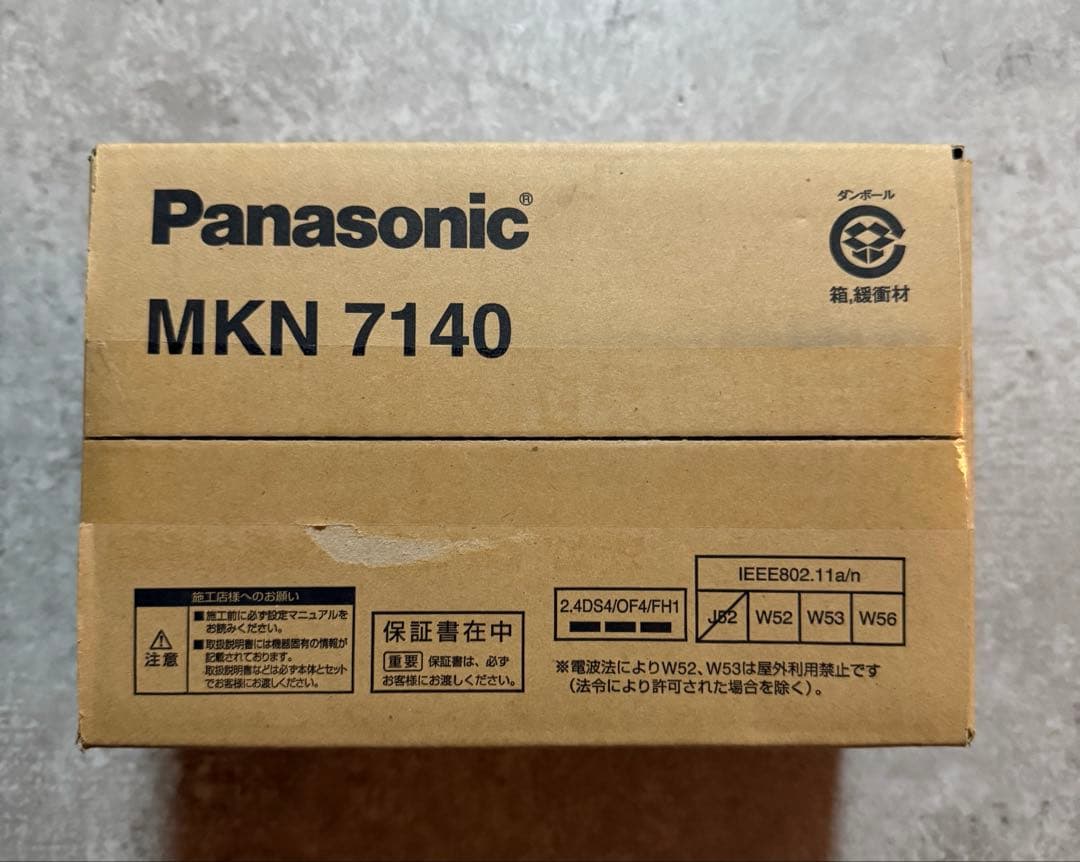 Panasonic®
MKN 7140
ダンボール
箱,緩衝材
施工店様へのお願い
注意
■施工前に必ず設定マニュアルを
お読みください。
■取扱説明書には機器固有の情報が
記載されております。
取扱説明書などは必ず本体とセット
でお客様にお渡しください。
保証書在中
重要 保証書は、必ず
お客様にお渡しください。
2.4DS4/OF4/FH1
IEEE802.11a/n
J52 W52 W53 W56
※電波法によりW52、W53は屋外利用禁止です
(法令により許可された場合を除く)。